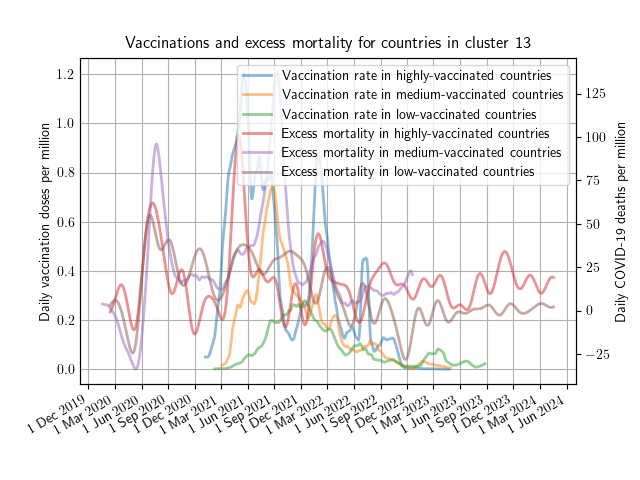 Vaccinations and excess mortality for countries in cluster 13
Vaccination rate in highly-vaccinated countries
Vaccination rate in medium-vaccinated countries
Vaccination rate in low-vaccinated countries
Excess mortality in highly-vaccinated countries
Excess mortality in medium-vaccinated countries
Excess mortality in low-vaccinated countries
Daily vaccination doses per million
1.2
1.0
0.8
0.6
0.4
0.2
0.0
Daily COVID-19 deaths per million
125
100
75
50
25
0
−25
1 Dec 2019
1 Mar 2020
1 Jun 2020
1 Sep 2020
1 Dec 2020
1 Mar 2021
1 Jun 2021
1 Sep 2021
1 Dec 2021
1 Mar 2022
1 Jun 2022
1 Sep 2022
1 Dec 2022
1 Mar 2023
1 Jun 2023
1 Sep 2023
1 Dec 2023
1 Mar 2024
1 Jun 2024